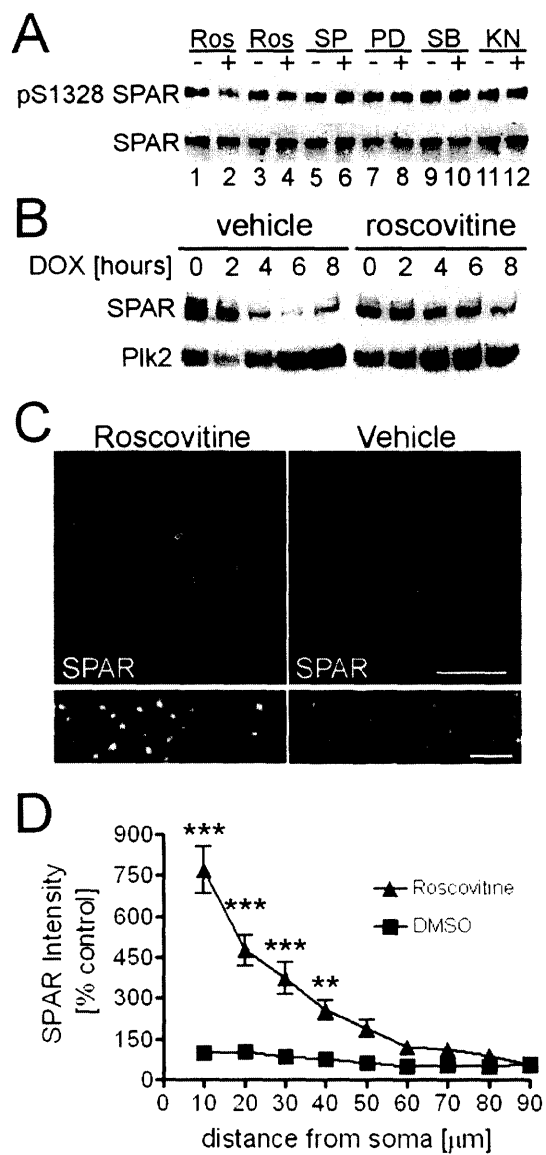 A
Ros Ros SP PD SB KN
- + - + - + - + - + - +
pS1328 SPAR
SPAR
1 2 3 4 5 6 7 8 9 10 11 12
B
vehicle roscovitine
DOX [hours] 0 2 4 6 8 0 2 4 6 8
SPAR
Plk2
C
Roscovitine Vehicle
SPAR SPAR
D
900
750
600
450
300
150
0
SPAR Intensity
[% control]
***
***
***
**
Roscovitine
DMSO
0 10 20 30 40 50 60 70 80 90
distance from soma [µm]